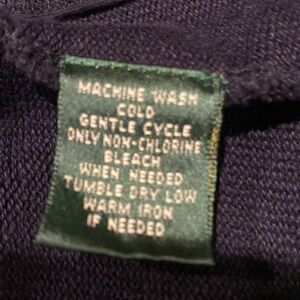 MACHINE WASH
COLD
GENTLE CYCLE
ONLY NON-CHLORINE
BLEACH
WHEN NEEDED
TUMBLE DRY LOW
WARM IRON
IF NEEDED